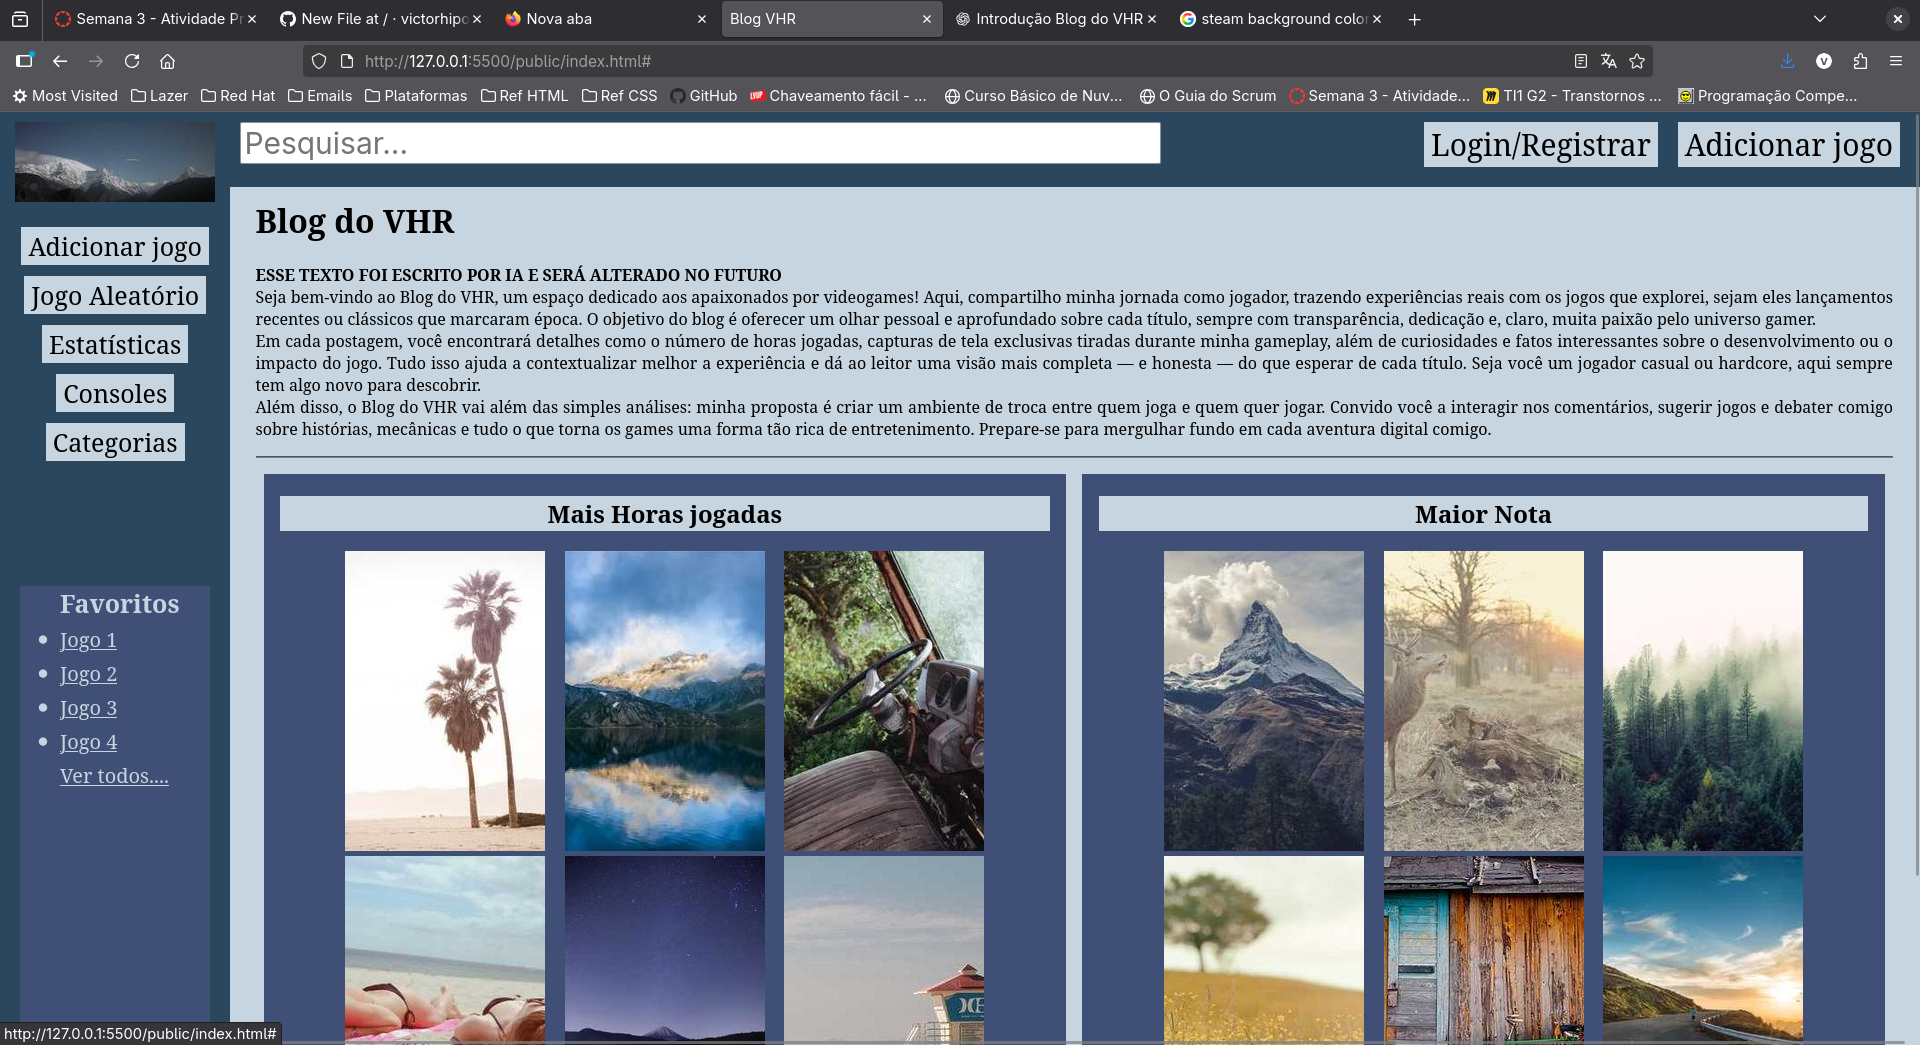 Semana 3 - Atividade Pr
New File at / · victorhipo
Nova aba
Blog VHR
Introdução Blog do VHR
steam background color
http://127.0.0.1:5500/public/index.html#
V
Most Visited
Lazer
Red Hat
Emails
Plataformas
Ref HTML
Ref CSS
GitHub
Chaveamento fácil - ...
Curso Básico de Nuv...
O Guia do Scrum
Semana 3 - Atividade...
TI1 G2 - Transtornos ...
Programação Compe...
Pesquisar...
Login/Registrar
Adicionar jogo
Adicionar jogo
Jogo Aleatório
Estatísticas
Consoles
Categorias
Favoritos
Jogo 1
Jogo 2
Jogo 3
Jogo 4
Ver todos....
Blog do VHR
ESSE TEXTO FOI ESCRITO POR IA E SERÁ ALTERADO NO FUTURO
Seja bem-vindo ao Blog do VHR, um espaço dedicado aos apaixonados por videogames! Aqui, compartilho minha jornada como jogador, trazendo experiências reais com os jogos que explorei, sejam eles lançamentos
recentes ou clássicos que marcaram época. O objetivo do blog é oferecer um olhar pessoal e aprofundado sobre cada título, sempre com transparência, dedicação e, claro, muita paixão pelo universo gamer.
Em cada postagem, você encontrará detalhes como o número de horas jogadas, capturas de tela exclusivas tiradas durante minha gameplay, além de curiosidades e fatos interessantes sobre o desenvolvimento ou o
impacto do jogo. Tudo isso ajuda a contextualizar melhor a experiência e dá ao leitor uma visão mais completa — e honesta — do que esperar de cada título. Seja você um jogador casual ou hardcore, aqui sempre
tem algo novo para descobrir.
Além disso, o Blog do VHR vai além das simples análises: minha proposta é criar um ambiente de troca entre quem joga e quem quer jogar. Convido você a interagir nos comentários, sugerir jogos e debater comigo
sobre histórias, mecânicas e tudo o que torna os games uma forma tão rica de entretenimento. Prepare-se para mergulhar fundo em cada aventura digital comigo.
Mais Horas jogadas
Maior Nota
http://127.0.0.1:5500/public/index.html#